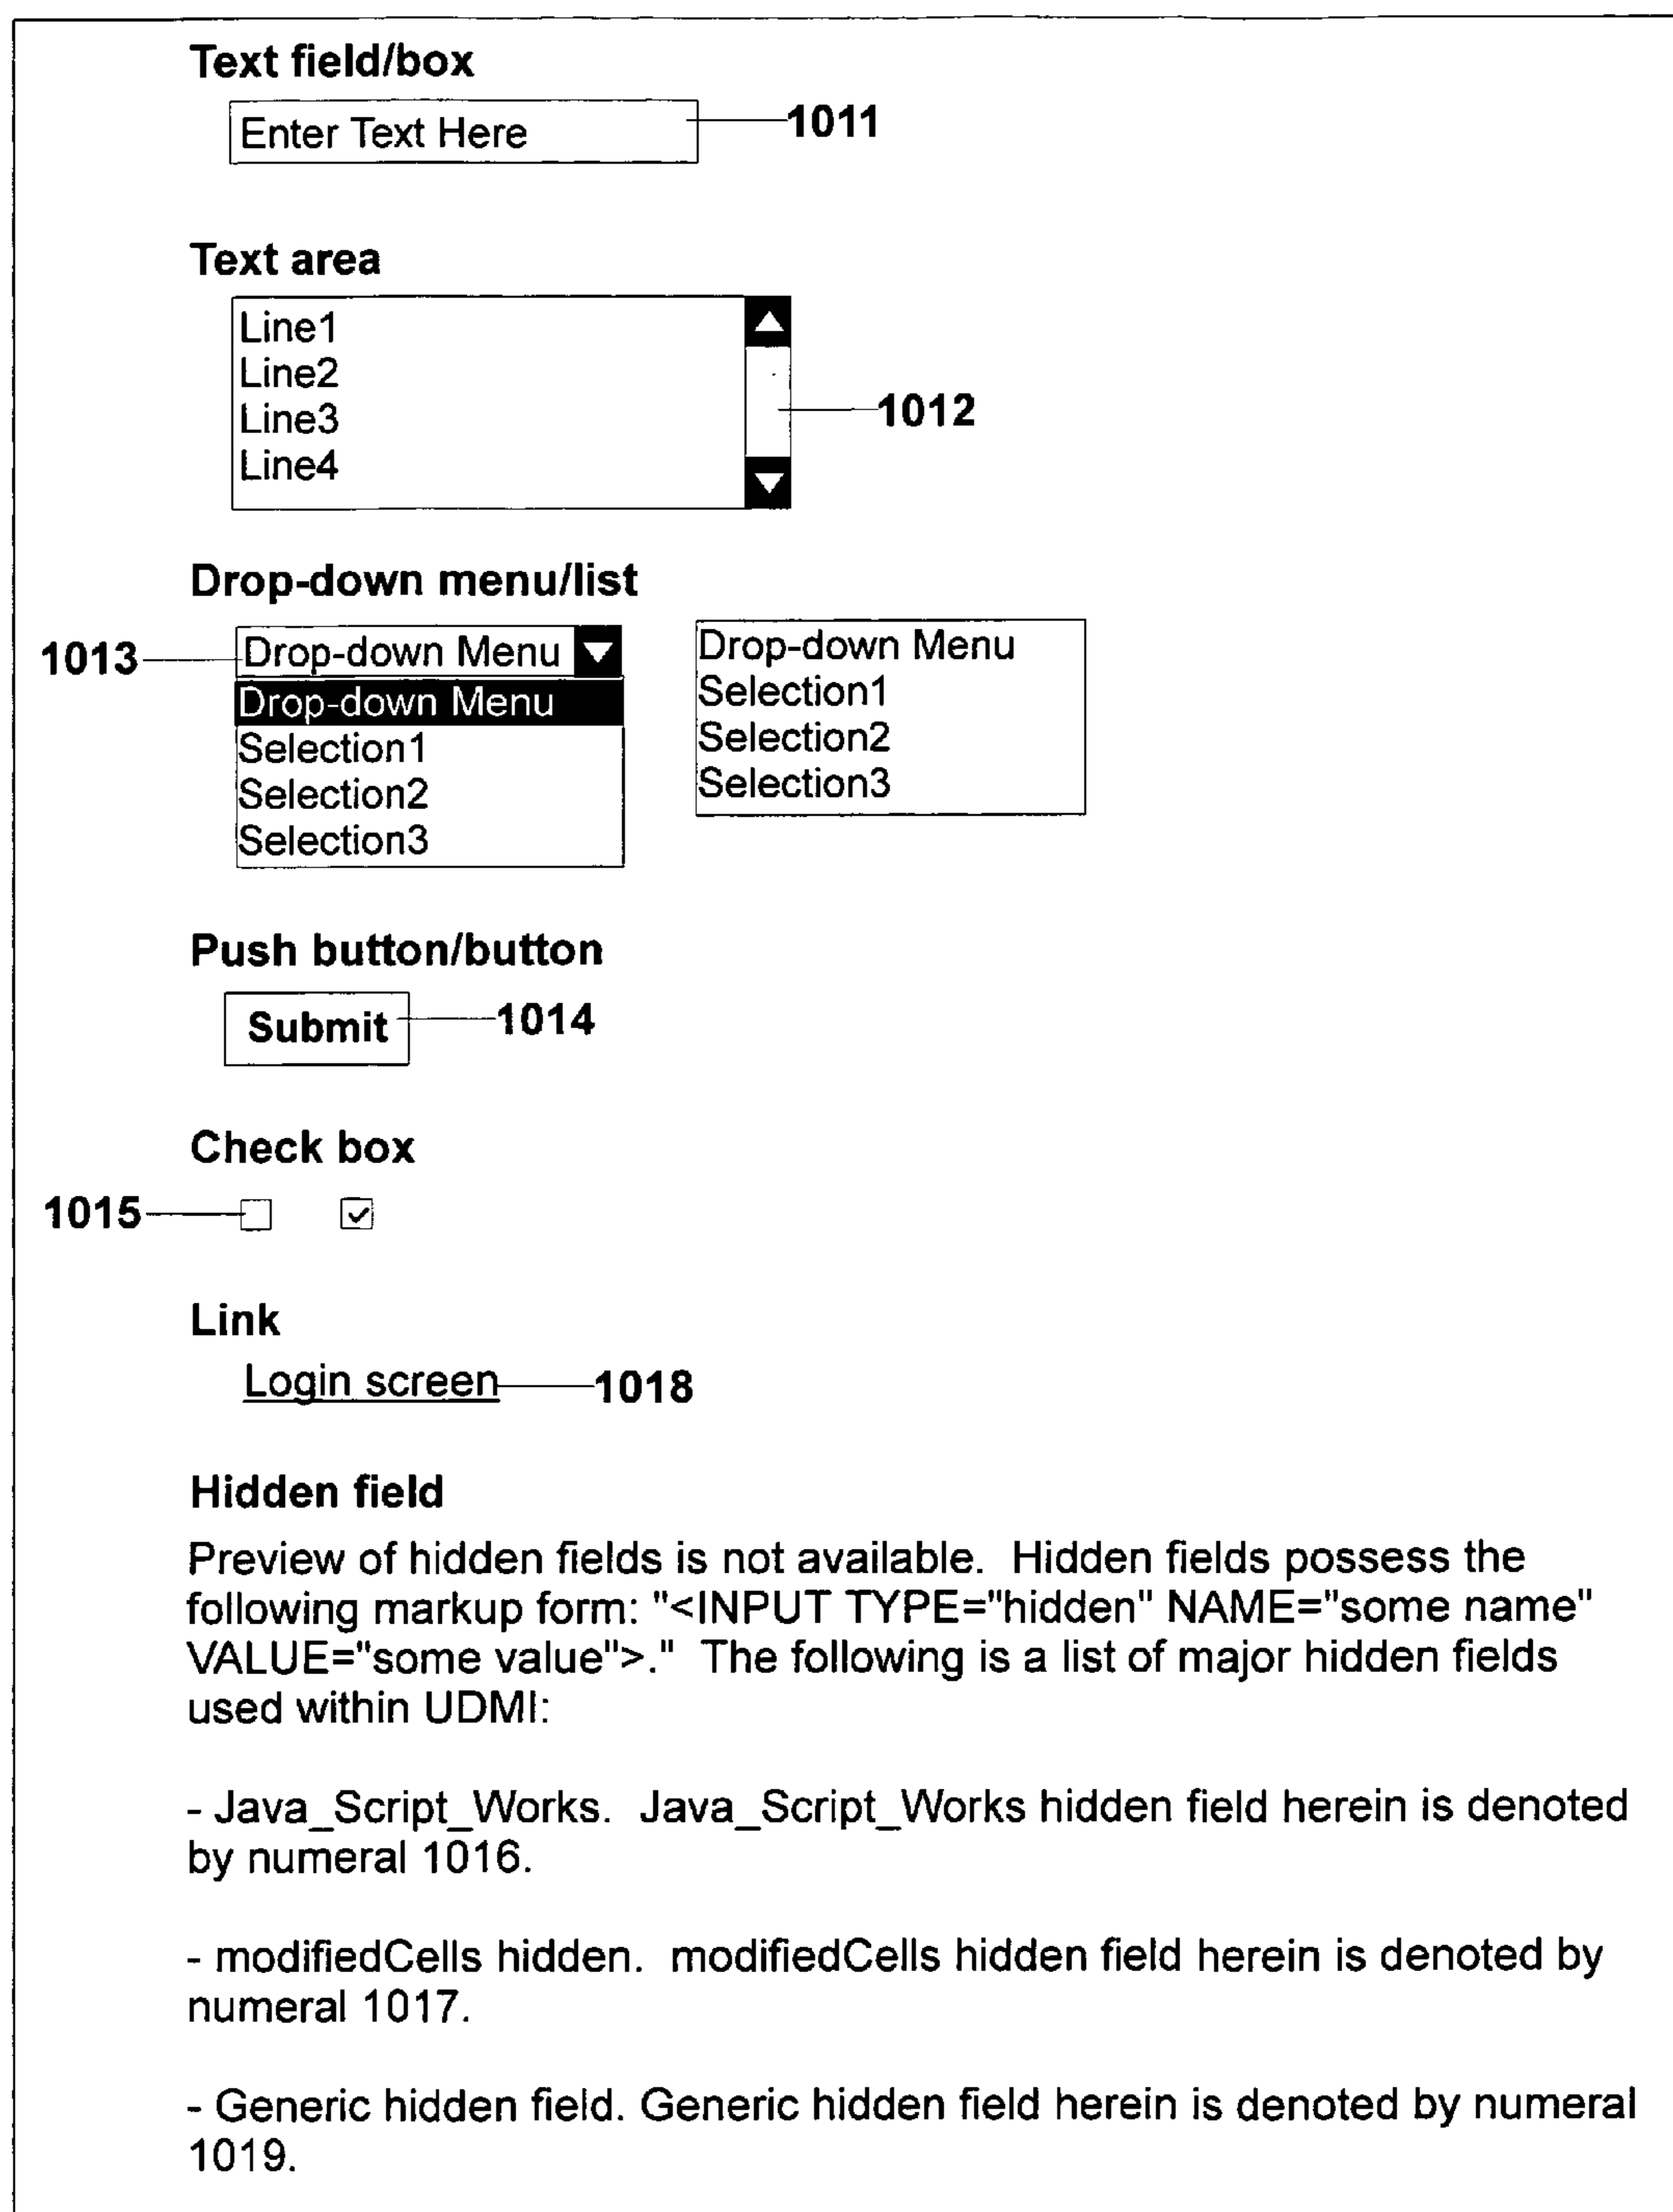 Text field/box
Enter Text Here
1011
Text area
Line1
Line2
Line3
Line4
1012
Drop-down menu/list
1013
Drop-down Menu
Drop-down Menu
Selection1
Selection2
Selection3
Drop-down Menu
Selection1
Selection2
Selection3
Push button/button
Submit
1014
Check box
1015
Link
Login screen
1018
Hidden field
Preview of hidden fields is not available.  Hidden fields possess the
following markup form: "<INPUT TYPE="hidden" NAME="some name"
VALUE="some value">."  The following is a list of major hidden fields
used within UDMI:
- Java_Script_Works.  Java_Script_Works hidden field herein is denoted
by numeral 1016.
- modifiedCells hidden.  modifiedCells hidden field herein is denoted by
numeral 1017.
- Generic hidden field. Generic hidden field herein is denoted by numeral
1019.